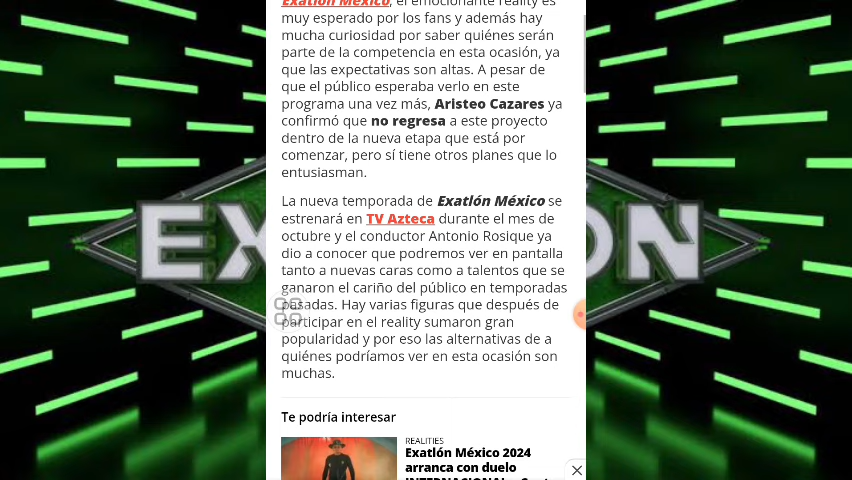 Exatlón México, el emocionante reality es
muy esperado por los fans y además hay
mucha curiosidad por saber quiénes serán
parte de la competencia en esta ocasión, ya
que las expectativas son altas. A pesar de
que el público esperaba verlo en este
programa una vez más, Aristeo Cazares ya
confirmó que no regresa a este proyecto
dentro de la nueva etapa que está por
comenzar, pero sí tiene otros planes que lo
entusiasman.
La nueva temporada de Exatlón México se
estrenará en TV Azteca durante el mes de
octubre y el conductor Antonio Rosique ya
dio a conocer que podremos ver en pantalla
tanto a nuevas caras como a talentos que se
ganaron el cariño del público en temporadas
pasadas. Hay varias figuras que después de
participar en el reality sumaron gran
popularidad y por eso las alternativas de a
quiénes podríamos ver en esta ocasión son
muchas.
Te podría interesar
REALITIES
Exatlón México 2024
arranca con duelo
EX
ON